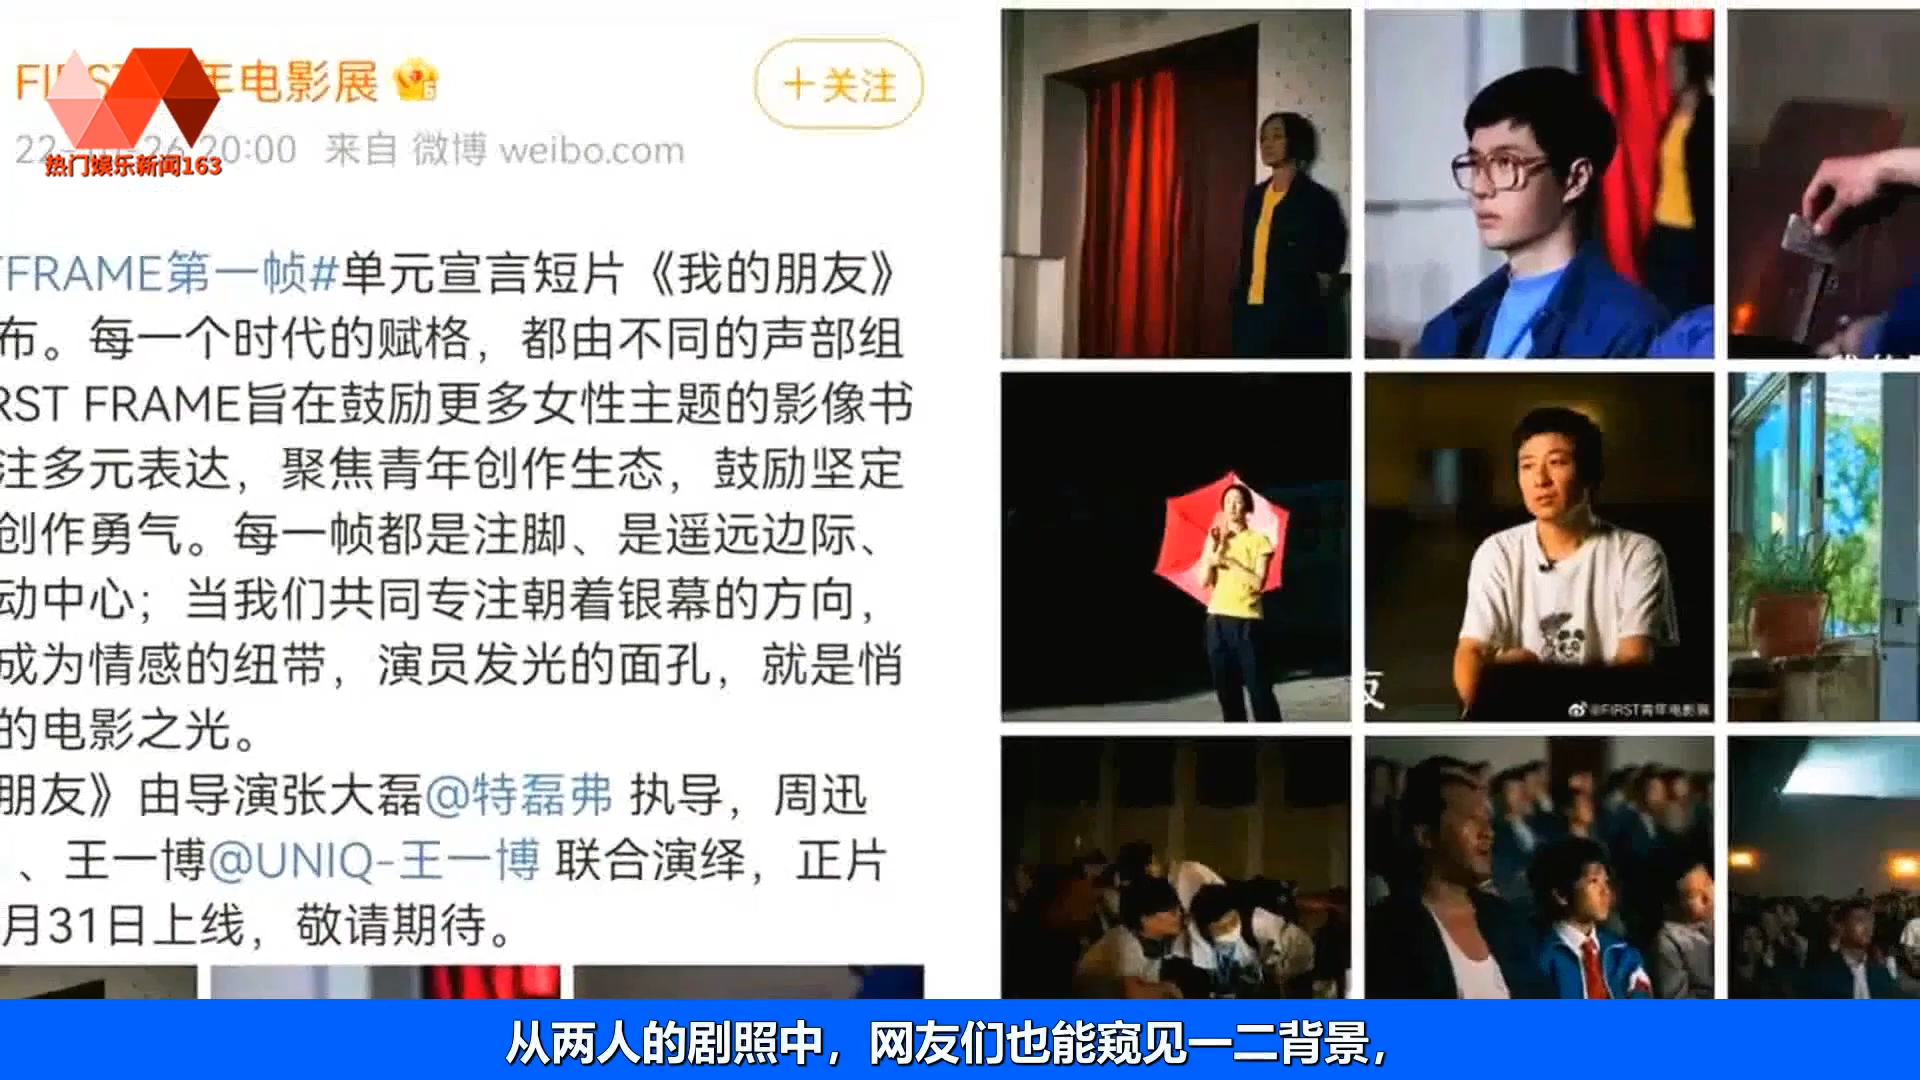 FIRST青年电影展
+关注
22-10-26 20:00 来自 微博 weibo.com
热门娱乐新闻163
FRAME第一帧#单元宣言短片《我的朋友》
布。每一个时代的赋格，都由不同的声部组
RST FRAME旨在鼓励更多女性主题的影像书
注多元表达，聚焦青年创作生态，鼓励坚定
创作勇气。每一帧都是注脚、是遥远边际、
动中心；当我们共同专注朝着银幕的方向，
成为情感的纽带，演员发光的面孔，就是悄
的电影之光。
朋友》由导演张大磊@特磊弗 执导，周迅
、王一博@UNIQ-王一博 联合演绎，正片
月31日上线，敬请期待。
友
@FIRST青年电影展
从两人的剧照中，网友们也能窥见一二背景，